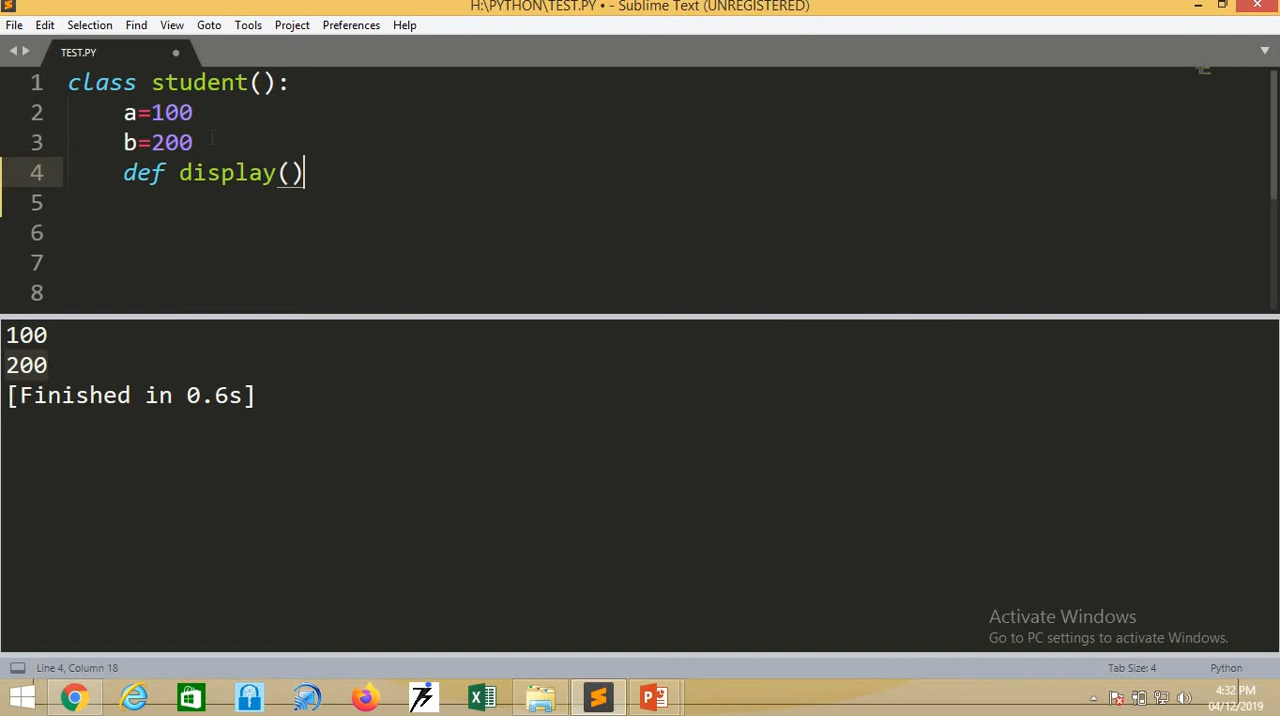 H:\PYTHON\TEST.PY • - Sublime Text (UNREGISTERED)
File Edit Selection Find View Goto Tools Project Preferences Help
TEST.PY
1 class student():
2 a=100
3 b=200
4 def display()
5
6
7
8
100
200
[Finished in 0.6s]
Activate Windows
Go to PC settings to activate Windows.
Line 4, Column 18 Tab Size: 4 Python
4:32 PM
04/12/2019